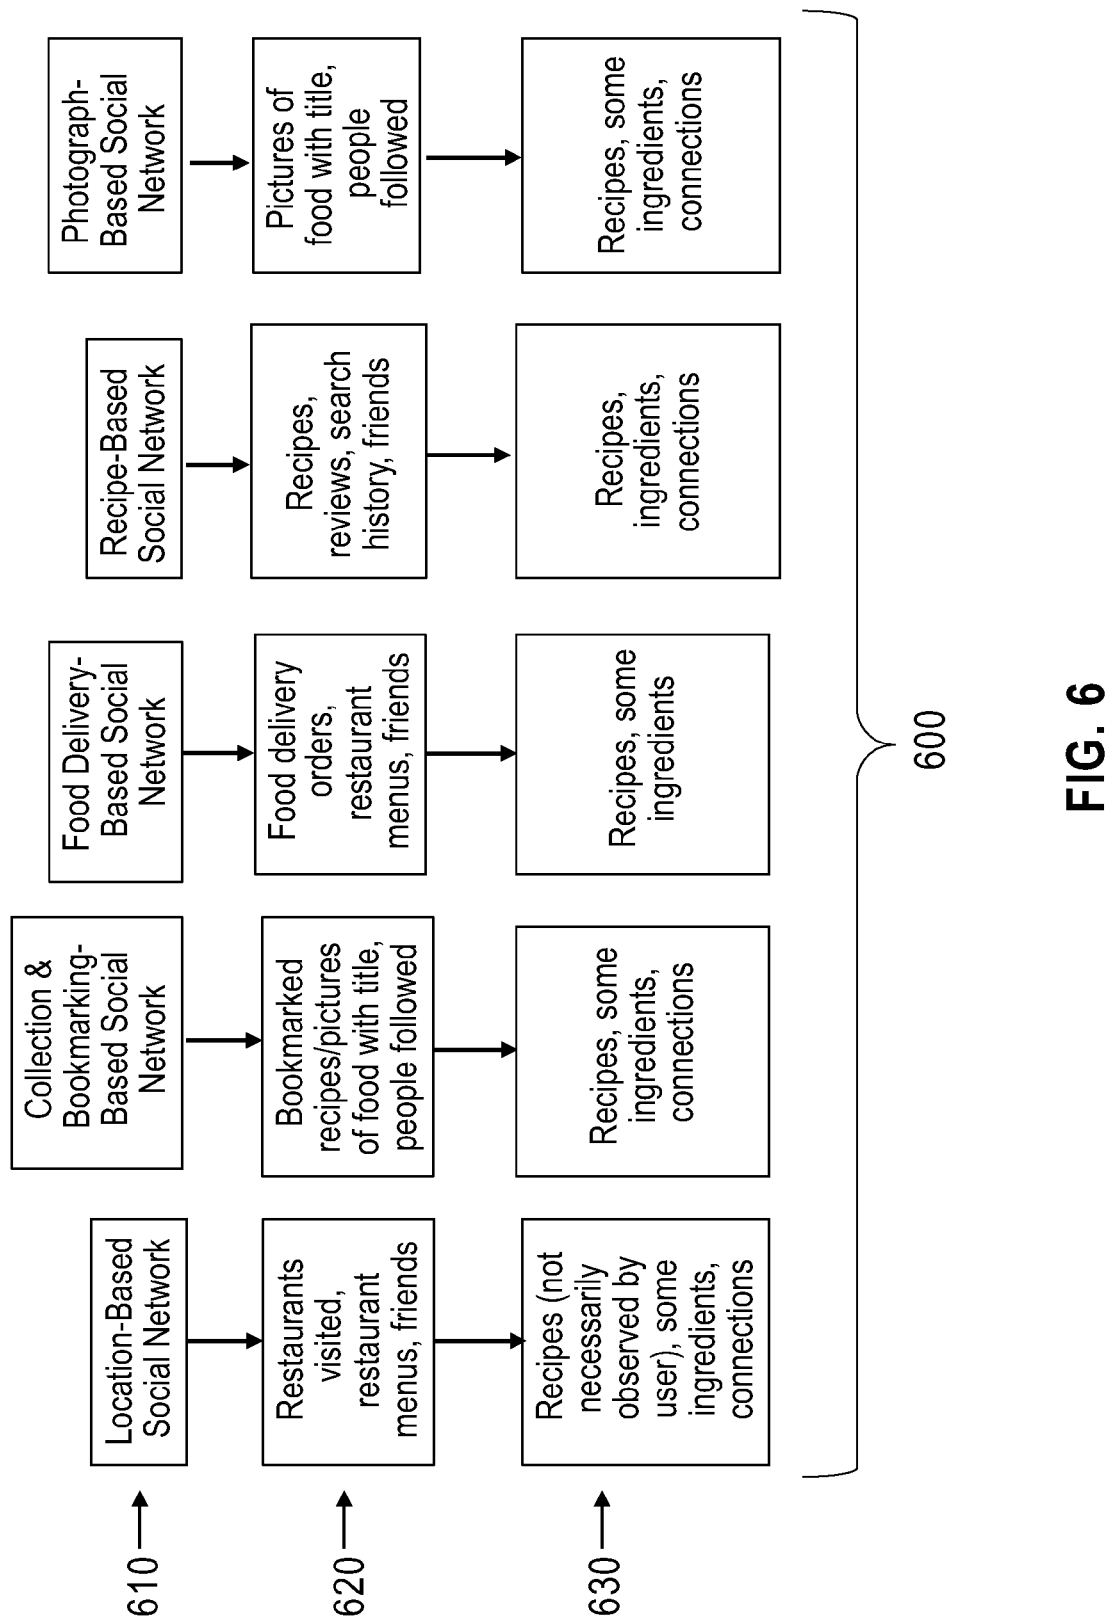 610
Location-Based
Social Network
Collection &
Bookmarking-
Based Social
Network
Food Delivery-
Based Social
Network
Recipe-Based
Social Network
Photograph-
Based Social
Network
620
Restaurants
visited,
restaurant
menus, friends
Bookmarked
recipes/pictures
of food with title,
people followed
Food delivery
orders,
restaurant
menus, friends
Recipes,
reviews, search
history, friends
Pictures of
food with title,
people
followed
630
Recipes (not
necessarily
observed by
user), some
ingredients,
connections
Recipes, some
ingredients,
connections
Recipes, some
ingredients
Recipes,
ingredients,
connections
Recipes, some
ingredients,
connections
600
FIG. 6